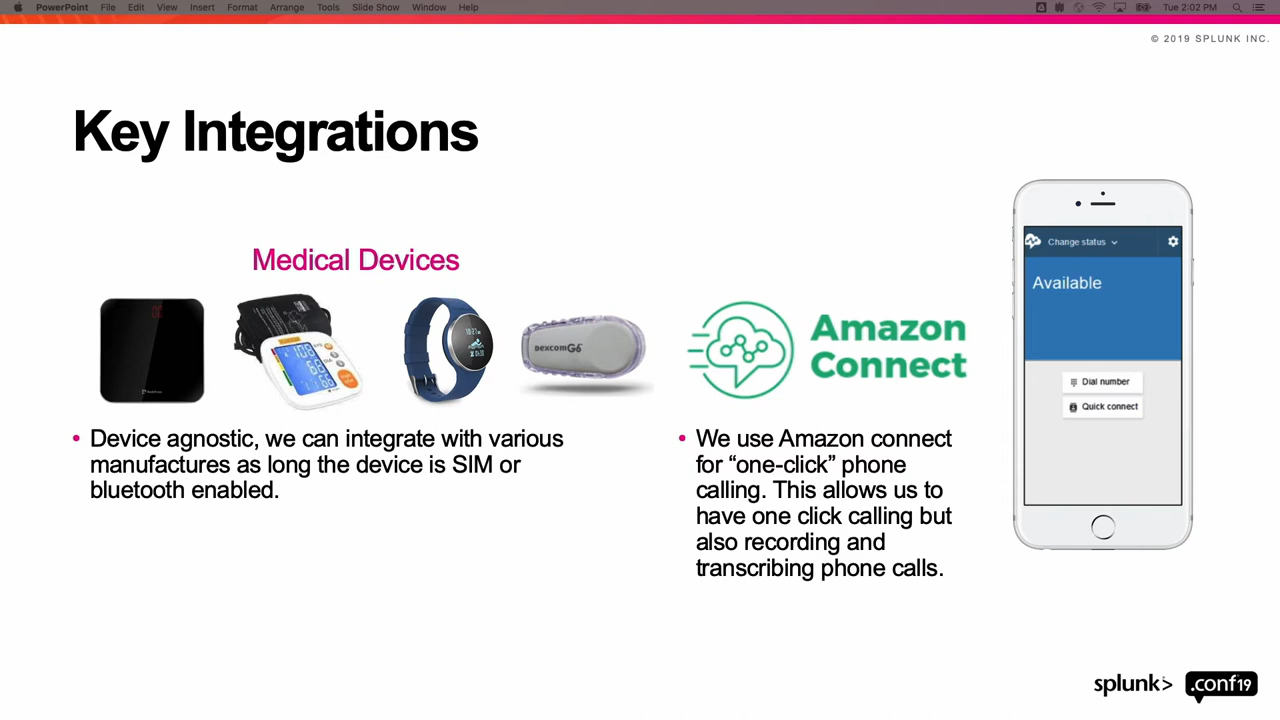 PowerPoint File Edit View Insert Format Arrange Tools Slide Show Window Help Tue 2:02 PM
© 2019 SPLUNK INC.
Key Integrations
Medical Devices
DEXCOM G6
Amazon
Connect
Change status
Available
Dial number
Quick connect
• Device agnostic, we can integrate with various
manufactures as long the device is SIM or
bluetooth enabled.
• We use Amazon connect
for “one-click” phone
calling. This allows us to
have one click calling but
also recording and
transcribing phone calls.
splunk> .conf19